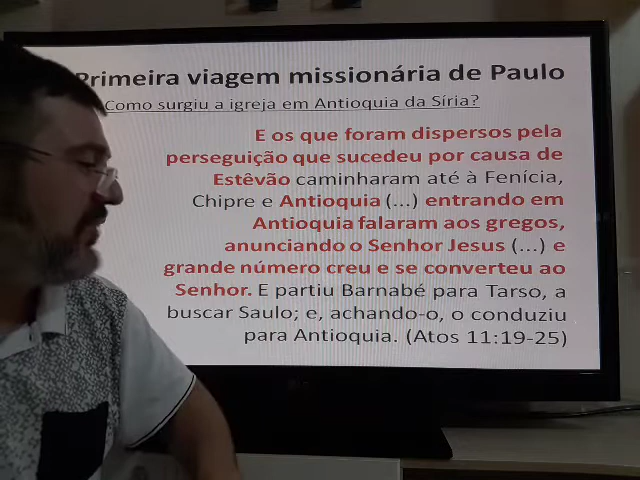 Primeira viagem missionária de Paulo
Como surgiu a igreja em Antioquia da Síria?
E os que foram dispersos pela
perseguição que sucedeu por causa de
Estêvão caminharam até à Fenícia,
Chipre e Antioquia (...) entrando em
Antioquia falaram aos gregos,
anunciando o Senhor Jesus (...) e
grande número creu e se converteu ao
Senhor. E partiu Barnabé para Tarso, a
buscar Saulo; e, achando-o, o conduziu
para Antioquia. (Atos 11:19-25)